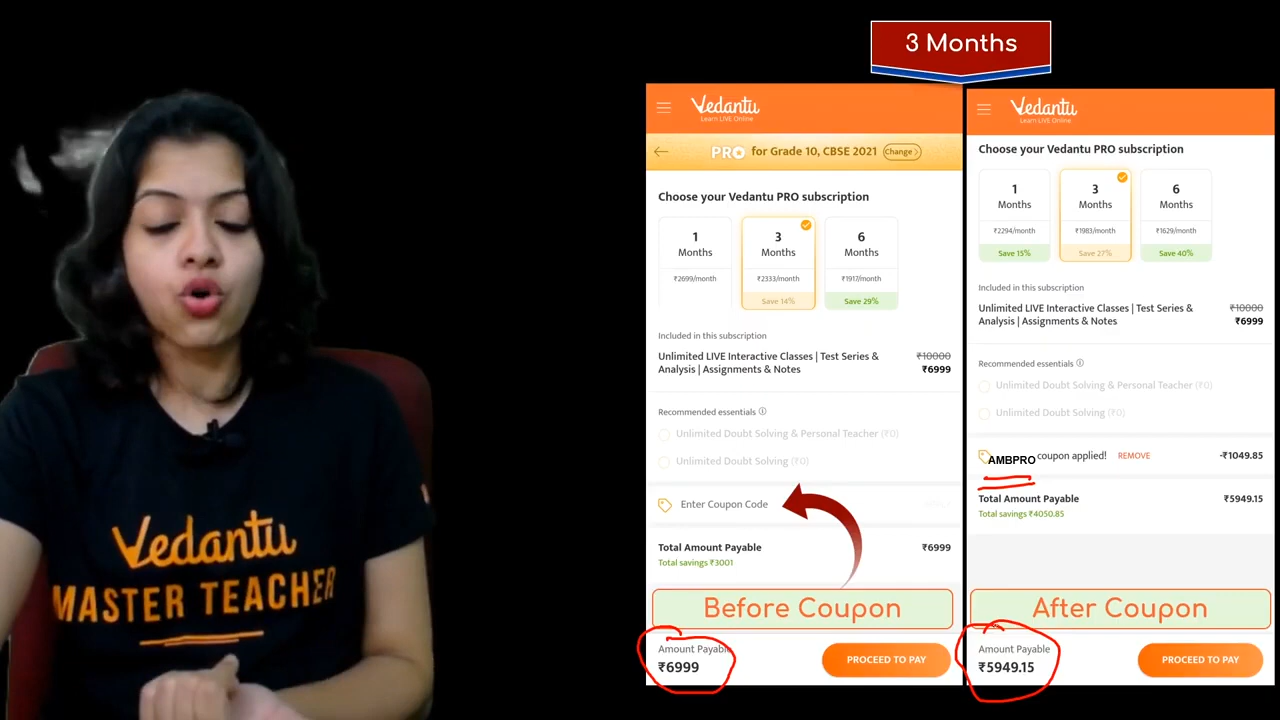 3 Months
Vedantu
Learn LIVE Online
PRO for Grade 10, CBSE 2021 Change >
Choose your Vedantu PRO subscription
1 3 6
Months Months Months
₹2699/month ₹2333/month ₹1917/month
Save 14% Save 29%
Included in this subscription
Unlimited LIVE Interactive Classes | Test Series & ₹10000
Analysis | Assignments & Notes ₹6999
Recommended essentials
Unlimited Doubt Solving & Personal Teacher (₹0)
Unlimited Doubt Solving (₹0)
Enter Coupon Code
Total Amount Payable ₹6999
Total savings ₹3001
Before Coupon
Amount Payable
₹6999 PROCEED TO PAY
Vedantu
Learn LIVE Online
Choose your Vedantu PRO subscription
1 3 6
Months Months Months
₹2294/month ₹1983/month ₹1629/month
Save 15% Save 27% Save 40%
Included in this subscription
Unlimited LIVE Interactive Classes | Test Series & ₹10000
Analysis | Assignments & Notes ₹6999
Recommended essentials
Unlimited Doubt Solving & Personal Teacher (₹0)
Unlimited Doubt Solving (₹0)
AMBPRO coupon applied! REMOVE -₹1049.85
Total Amount Payable ₹5949.15
Total savings ₹4050.85
After Coupon
Amount Payable
₹5949.15 PROCEED TO PAY
Vedantu
MASTER TEACHER